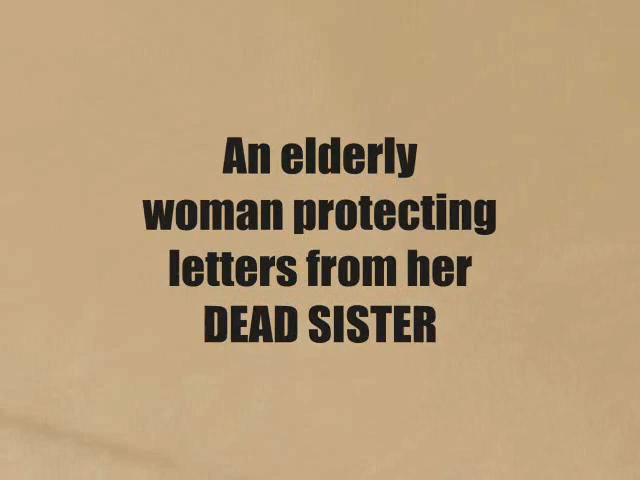 An elderly
woman protecting
letters from her
DEAD SISTER